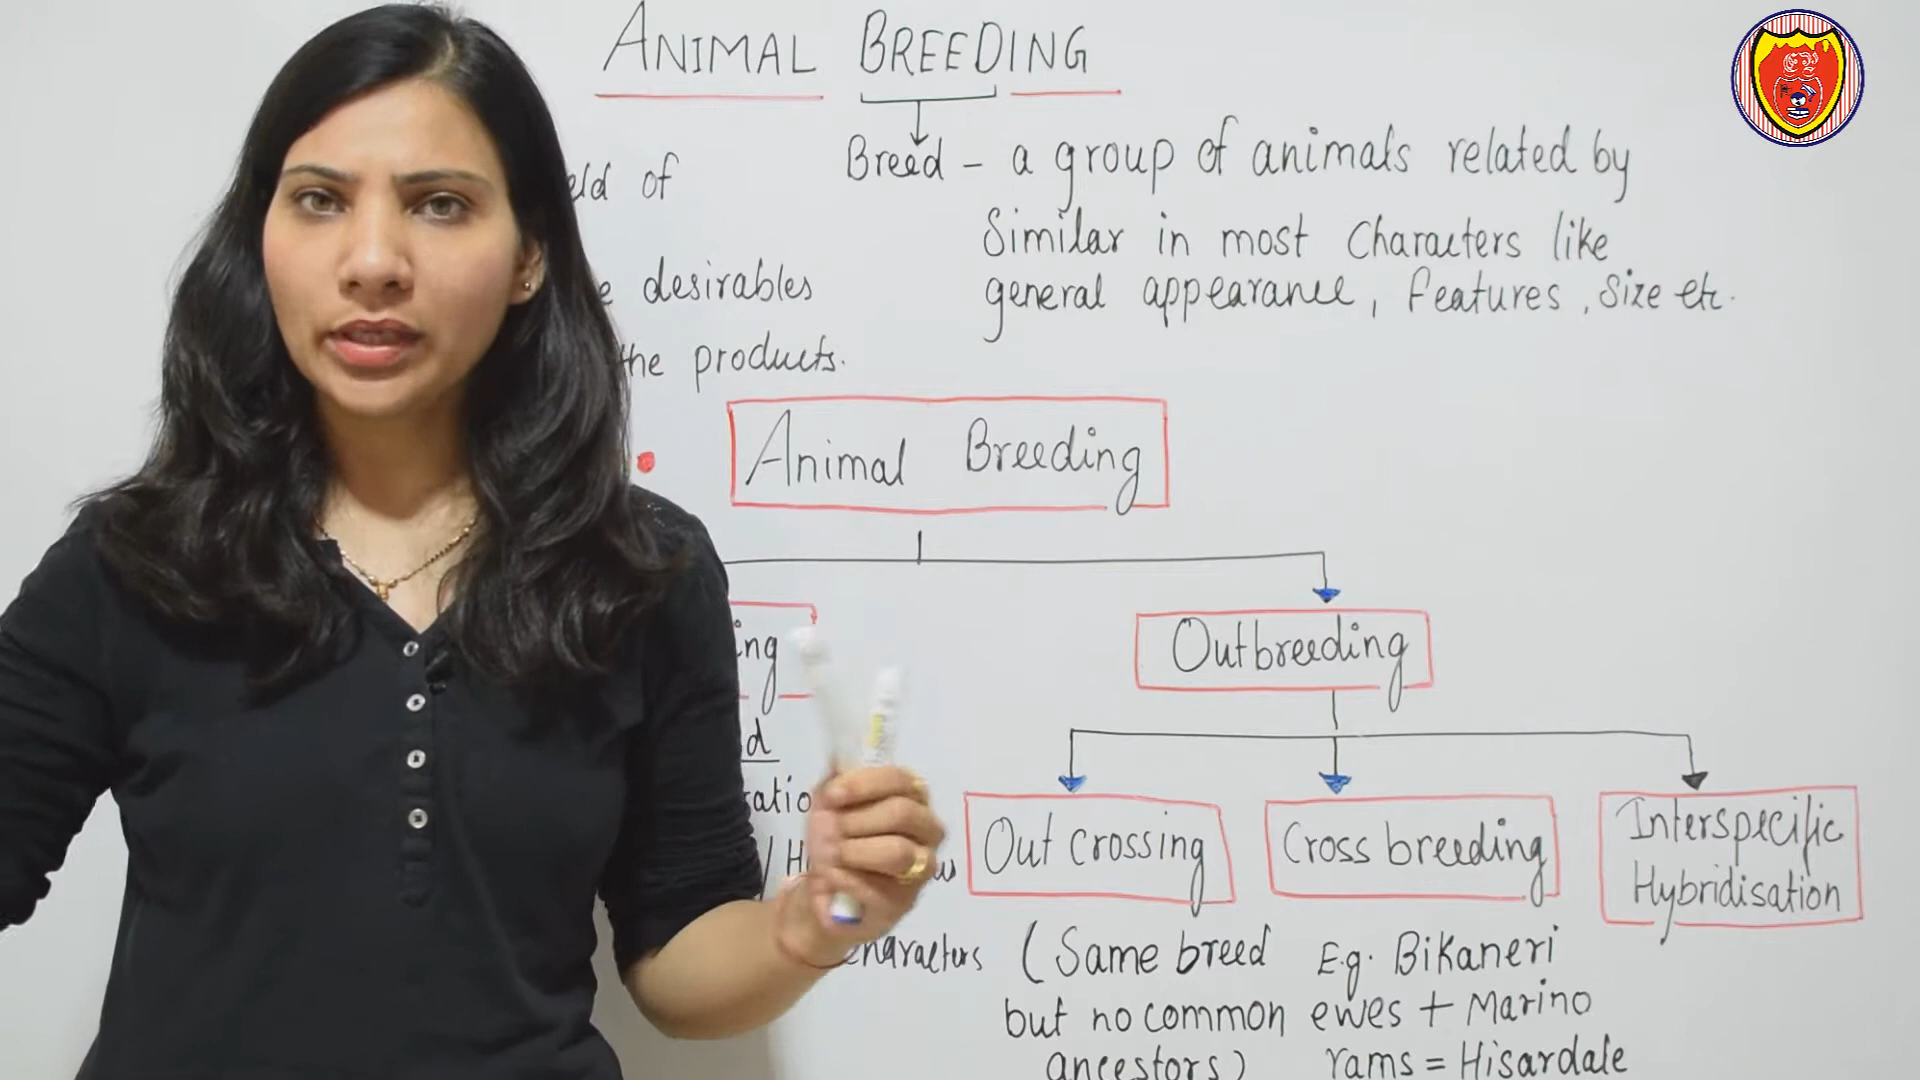 ANIMAL BREEDING
Breed - a group of animals related by
of
Similar in most characters like
desirables
general appearance, features, size etc.
the products.
Animal Breeding
Outbreeding
Out crossing
Cross breeding
Interspecific
Hybridisation
characters
(Same breed
but no common
ancestors)
E.g. Bikaneri
ewes + Marino
rams = Hisardale